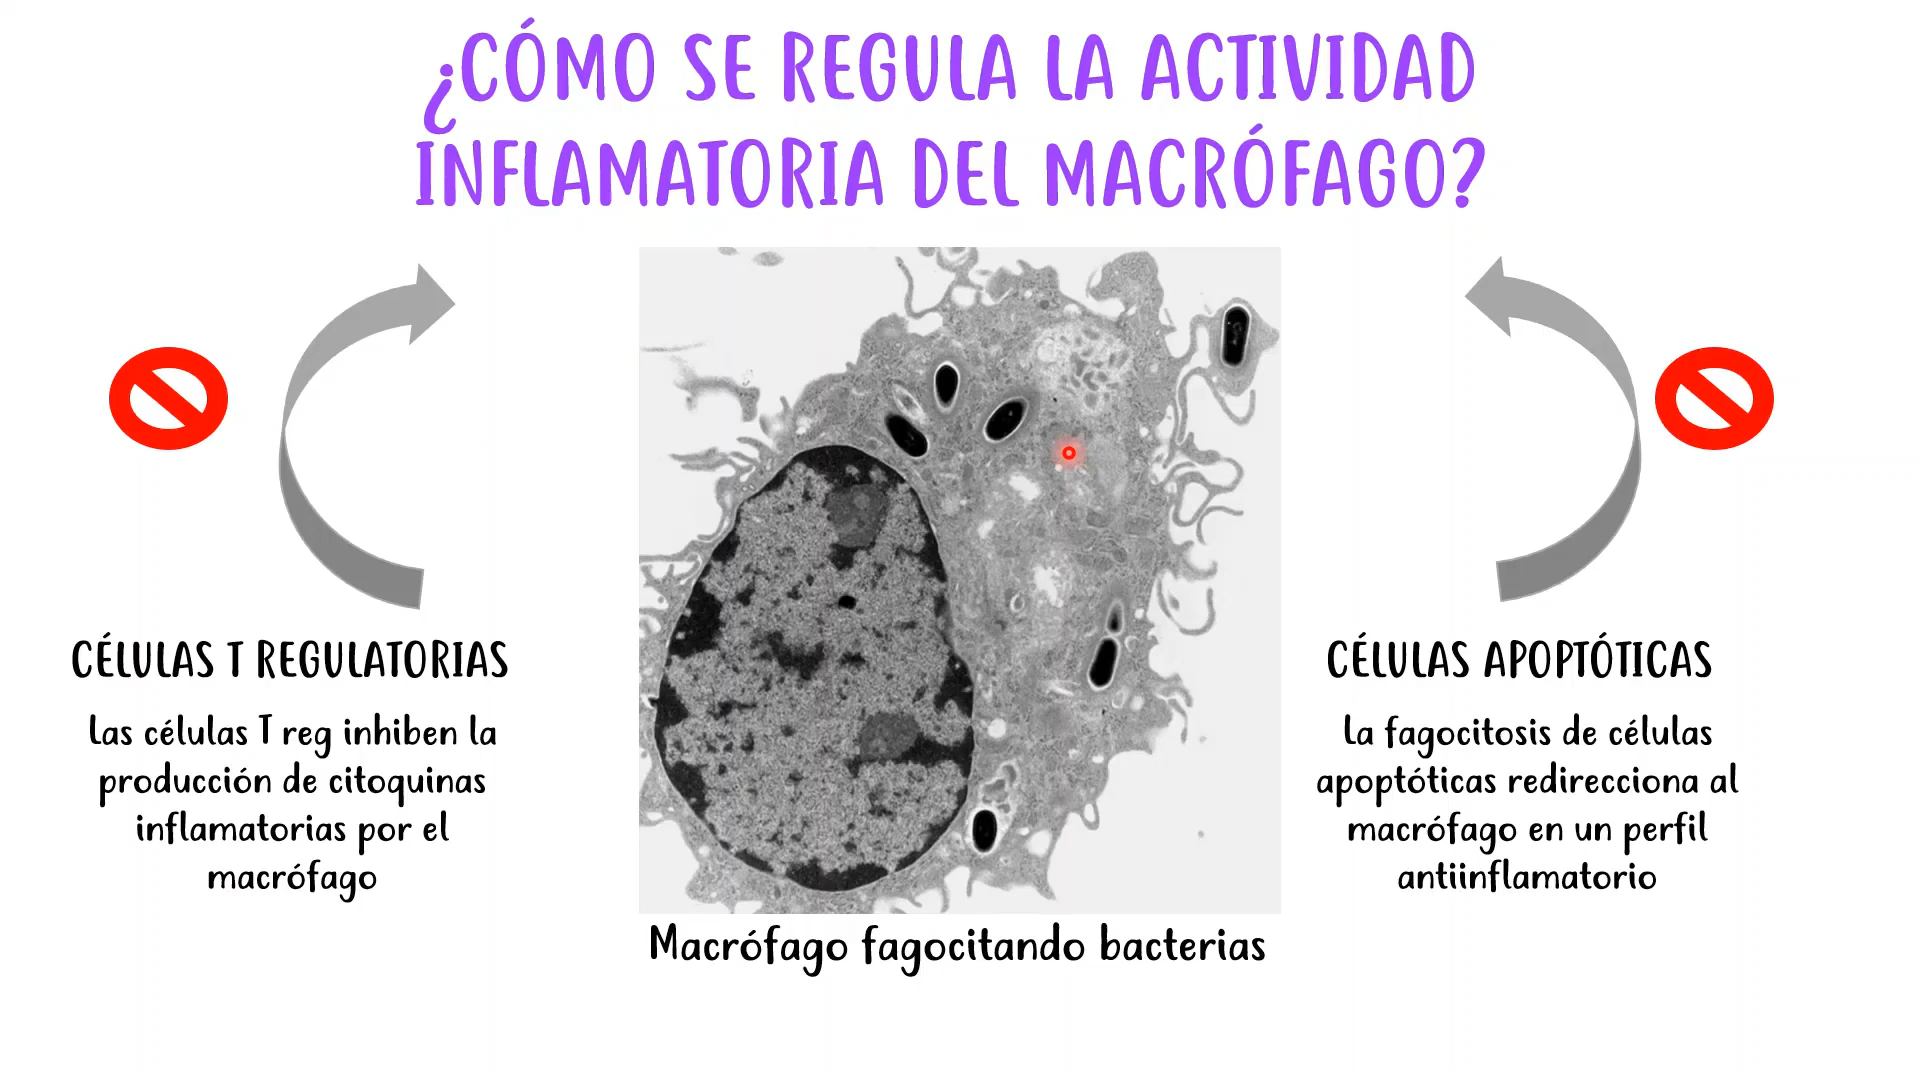 ¿CÓMO SE REGULA LA ACTIVIDAD
INFLAMATORIA DEL MACRÓFAGO?
CÉLULAS T REGULATORIAS
Las células T reg inhiben la
producción de citoquinas
inflamatorias por el
macrófago
Macrófago fagocitando bacterias
CÉLULAS APOPTÓTICAS
La fagocitosis de células
apoptóticas redirecciona al
macrófago en un perfil
antiinflamatorio